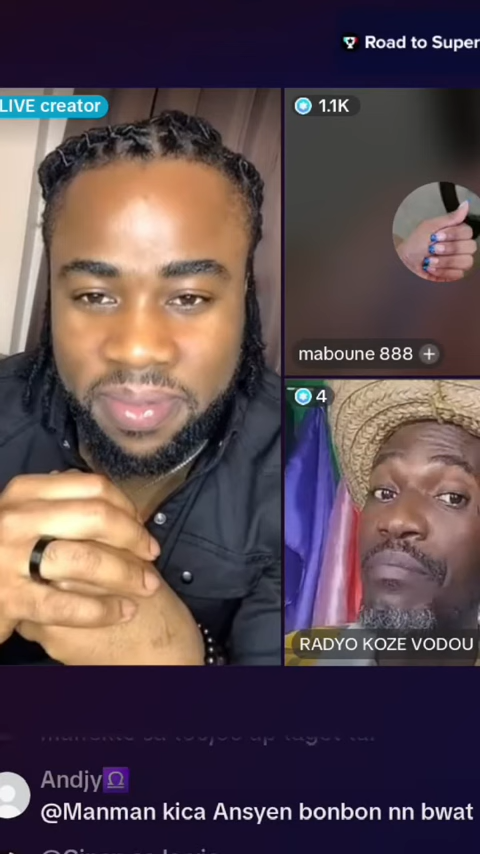 Road to Super
LIVE creator
1.1K
maboune 888 +
4
RADYO KOZE VODOU
Andjy♎
@Manman kica Ansyen bonbon nn bwat